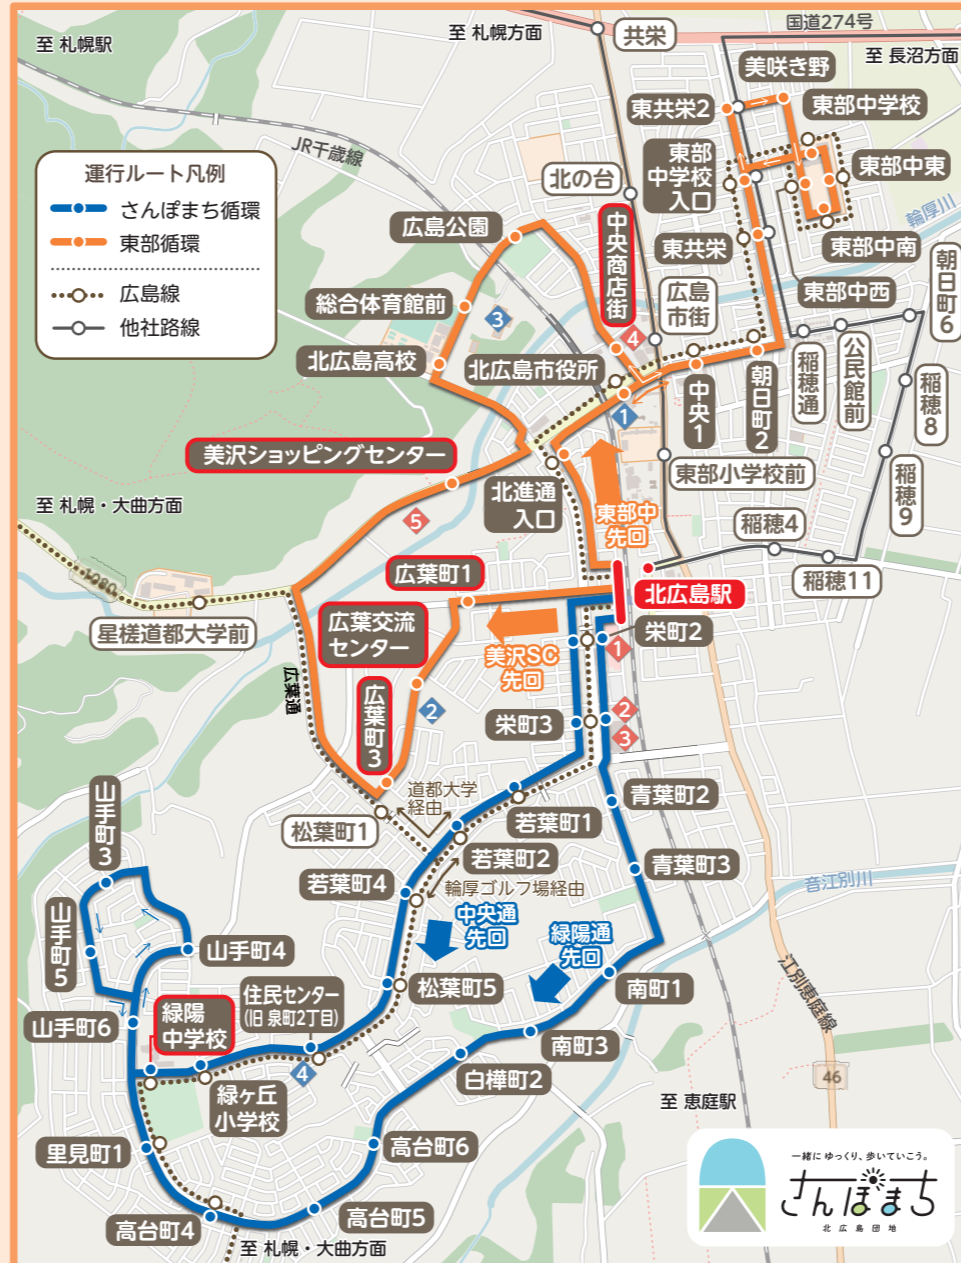 至 札幌駅
至 札幌方面
共栄
国道274号
至 長沼方面
美咲き野
東共栄2
東部中学校
JR千歳線
運行ルート凡例
さんぽまち循環
東部循環
広島線
他社路線
北の台
東部
中学校
入口
東部中東
輪厚川
広島公園
中央商店街
東共栄
東部中南
朝日町6
総合体育館前
広島
市街
東部中西
3
4
北広島高校
北広島市役所
1
中央1
朝日町2
稲穂通
公民館前
稲穂8
美沢ショッピングセンター
北進通
入口
東部小学校前
稲穂9
至 札幌・大曲方面
5
東部中
先回
稲穂4
1080
広葉町1
北広島駅
稲穂11
星槎道都大学前
広葉交流
センター
美沢SC
先回
栄町2
1
広葉通
広葉町3
2
栄町3
2
3
道都大学
経由
青葉町2
山手町3
松葉町1
若葉町1
若葉町2
青葉町3
音江別川
若葉町4
輪厚ゴルフ場経由
中央通
先回
緑陽通
先回
山手町5
山手町4
江別恵庭線
松葉町5
南町1
山手町6
緑陽
中学校
住民センター
(旧 泉町2丁目)
南町3
4
白樺町2
46
緑ヶ丘
小学校
至 恵庭駅
里見町1
高台町6
高台町4
高台町5
至 札幌・大曲方面
一緒に ゆっくり、歩いていこう。
さんぽまち
北広島団地